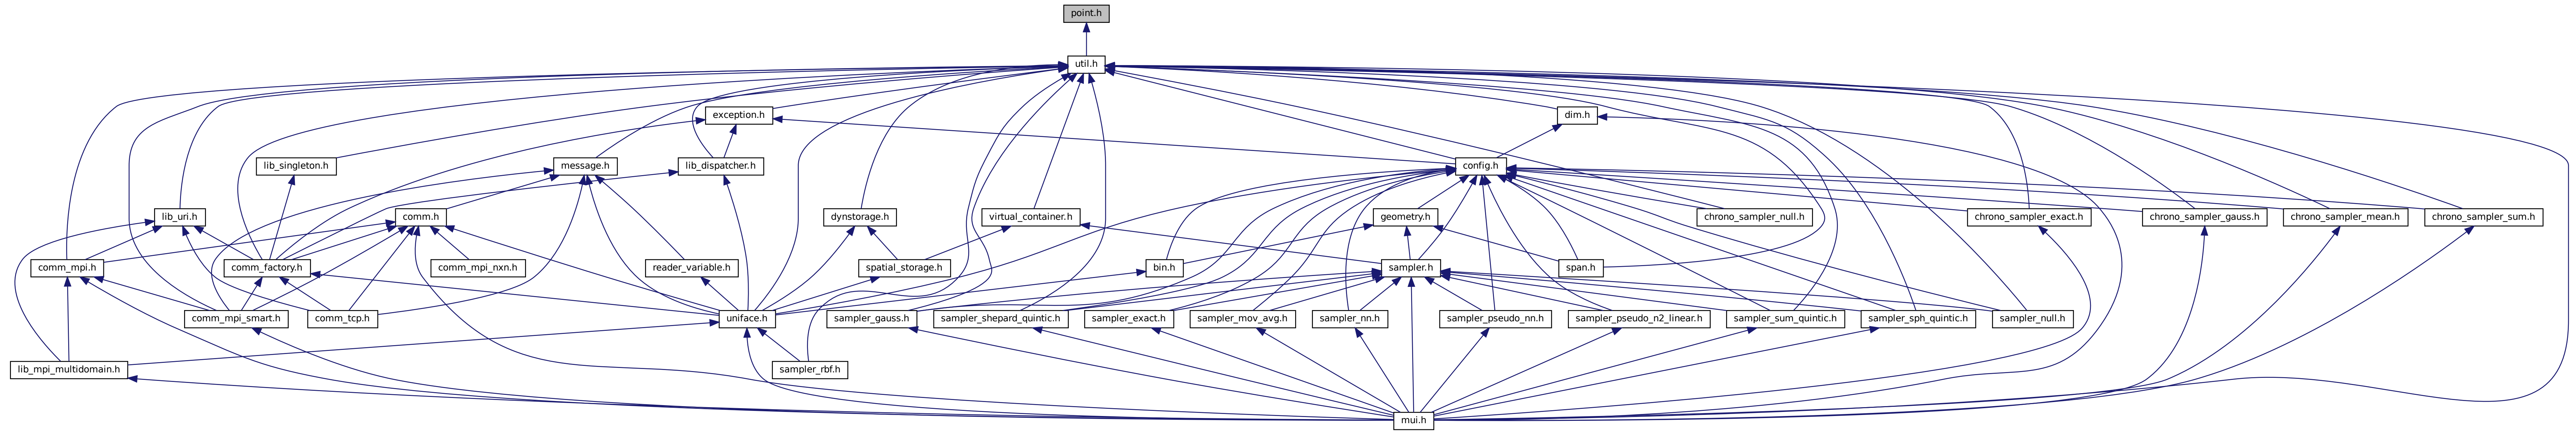 point.h
util.h
exception.h
dim.h
lib_singleton.h
message.h
lib_dispatcher.h
config.h
lib_uri.h
comm.h
dynstorage.h
virtual_container.h
geometry.h
chrono_sampler_null.h
chrono_sampler_exact.h
chrono_sampler_gauss.h
chrono_sampler_mean.h
chrono_sampler_sum.h
comm_mpi.h
comm_factory.h
comm_mpi_nxn.h
reader_variable.h
spatial_storage.h
bin.h
sampler.h
span.h
comm_mpi_smart.h
comm_tcp.h
uniface.h
sampler_gauss.h
sampler_shepard_quintic.h
sampler_exact.h
sampler_mov_avg.h
sampler_nn.h
sampler_pseudo_nn.h
sampler_pseudo_n2_linear.h
sampler_sum_quintic.h
sampler_sph_quintic.h
sampler_null.h
lib_mpi_multidomain.h
sampler_rbf.h
mui.h